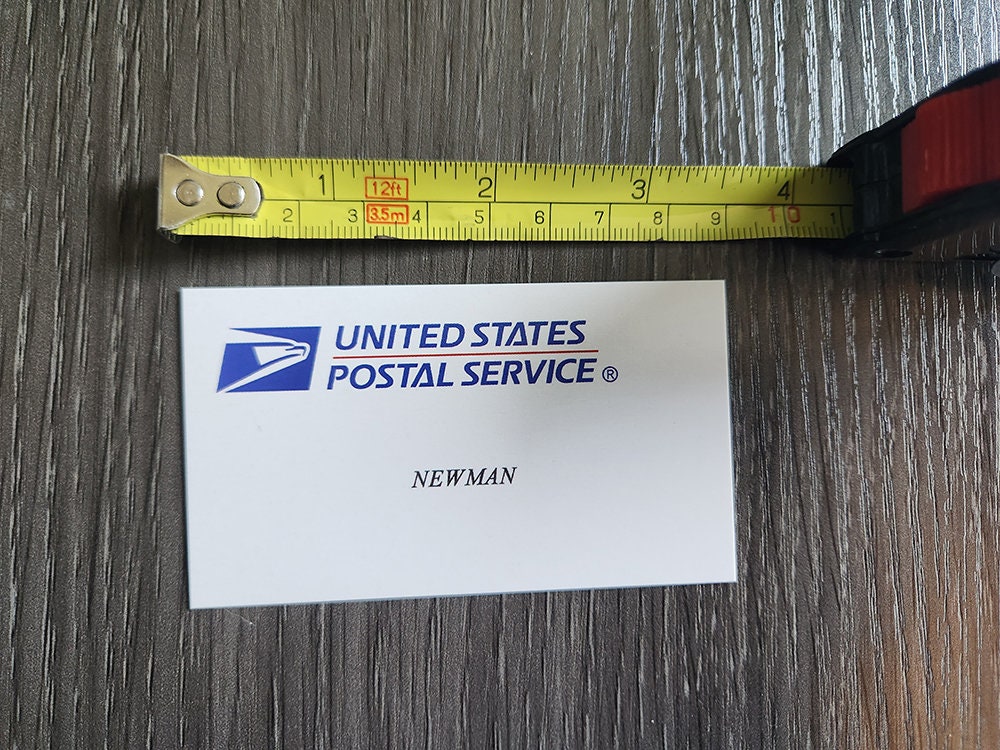 1 12ft 2 3 4
2 3 3.5m 4 5 6 7 8 9 10 1
UNITED STATES
POSTAL SERVICE ®
NEWMAN